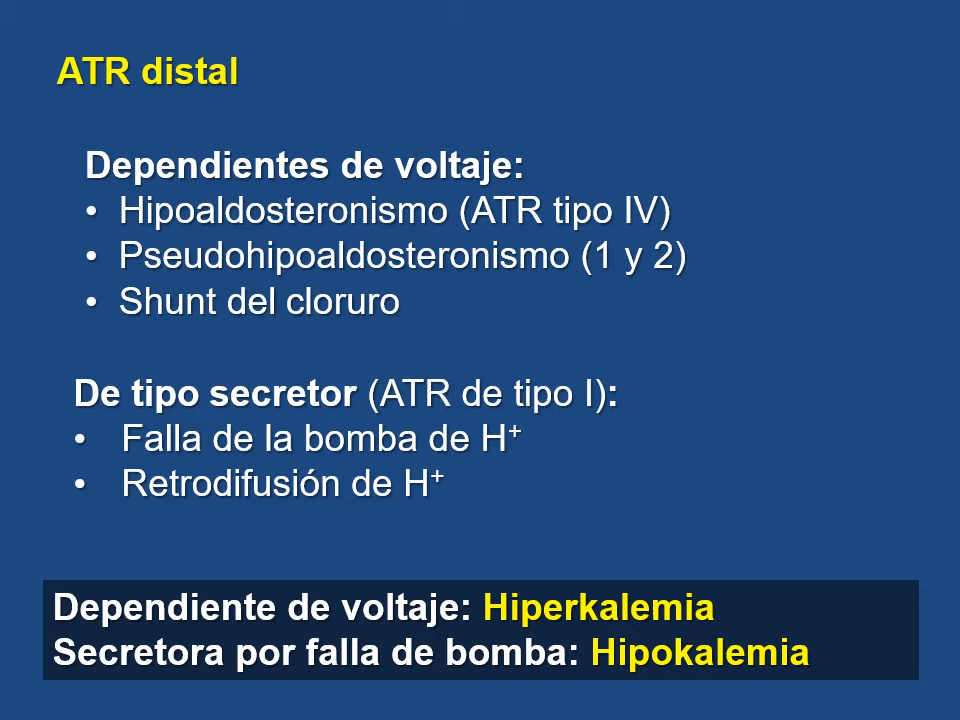 ATR distal
Dependientes de voltaje:
• Hipoaldosteronismo (ATR tipo IV)
• Pseudohipoaldosteronismo (1 y 2)
• Shunt del cloruro
De tipo secretor (ATR de tipo I):
• Falla de la bomba de H⁺
• Retrodifusión de H⁺
Dependiente de voltaje: Hiperkalemia
Secretora por falla de bomba: Hipokalemia